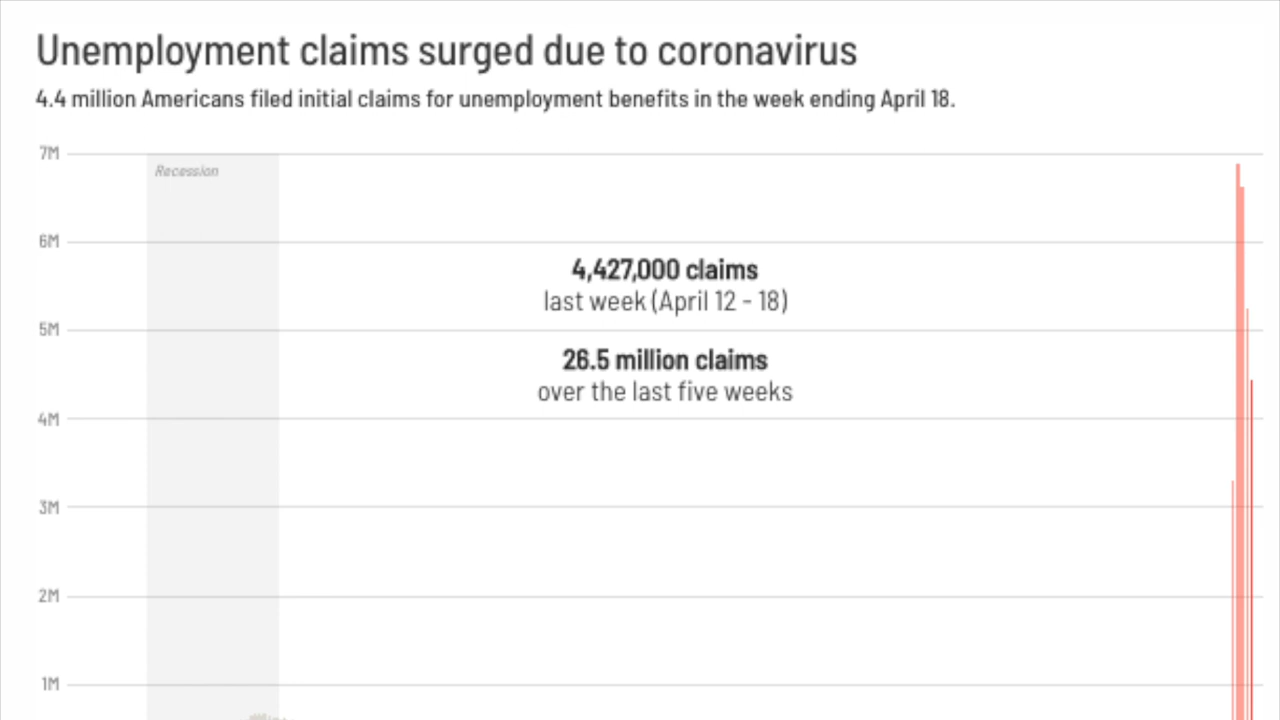 Unemployment claims surged due to coronavirus
4.4 million Americans filed initial claims for unemployment benefits in the week ending April 18.
7M
Recession
6M
4,427,000 claims
last week (April 12 - 18)
5M
26.5 million claims
over the last five weeks
4M
3M
2M
1M